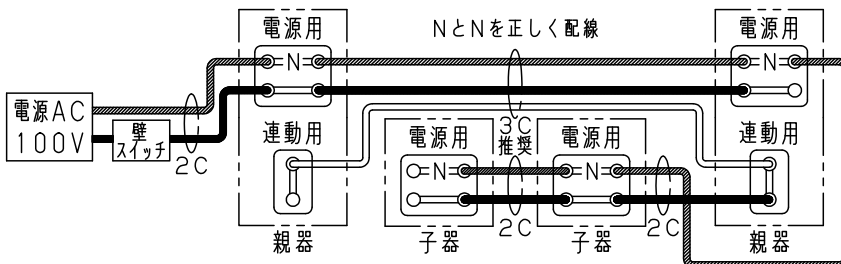 電源用
NとNを正しく配線
電源用
N
N
電源AC
100V
壁
スイッチ
2C
連動用
電源用
3C
推奨
電源用
連動用
N
N
2C
2C
親器
子器
子器
親器